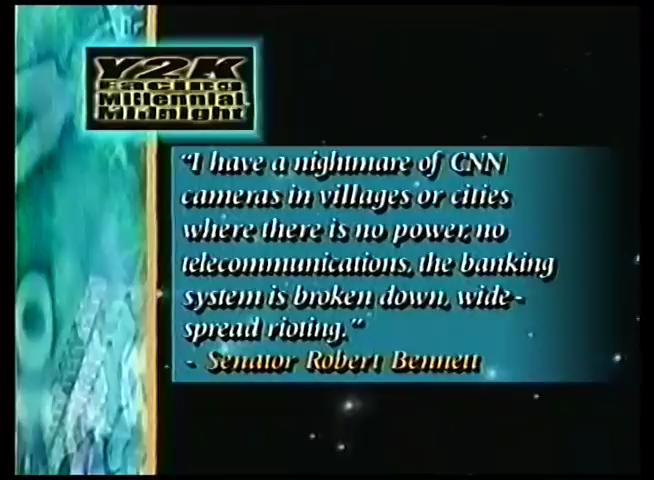 Y2K
Facing
Millennial
Midnight
"I have a nightmare of CNN
cameras in villages or cities
where there is no power, no
telecommunications, the banking
system is broken down, wide-
spread rioting."
- Senator Robert Bennett